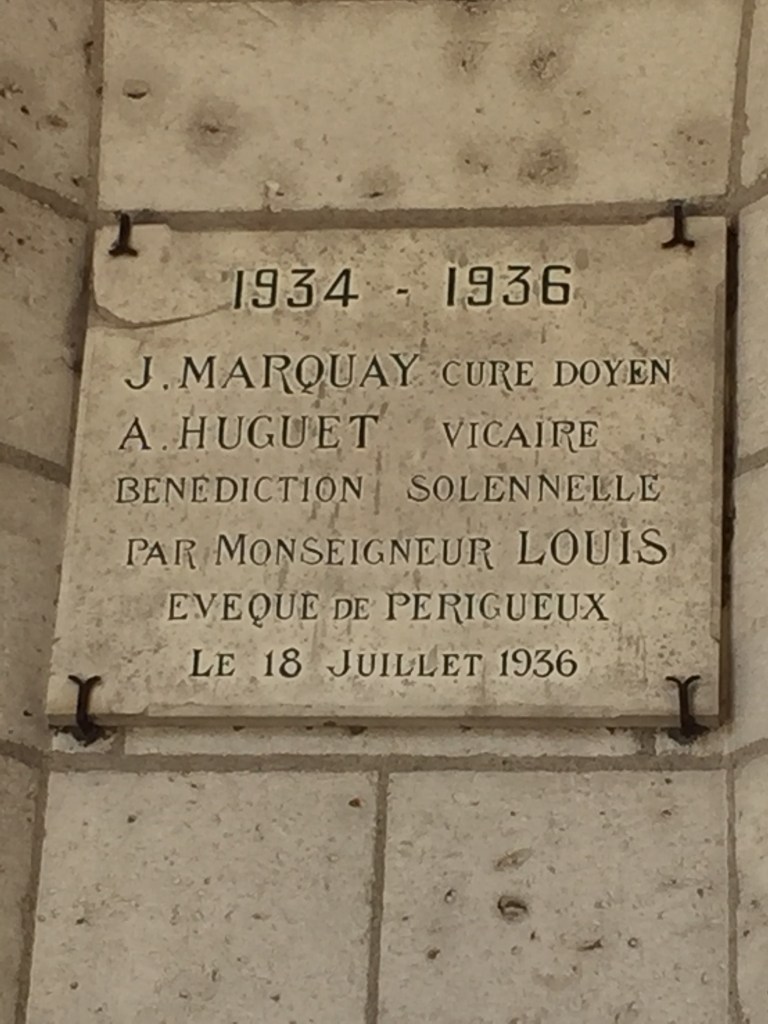 1934 - 1936
J. MARQUAY CURE DOYEN
A. HUGUET VICAIRE
BENEDICTION SOLENNELLE
PAR MONSEIGNEUR LOUIS
EVEQUE DE PERIGUEUX
LE 18 JUILLET 1936